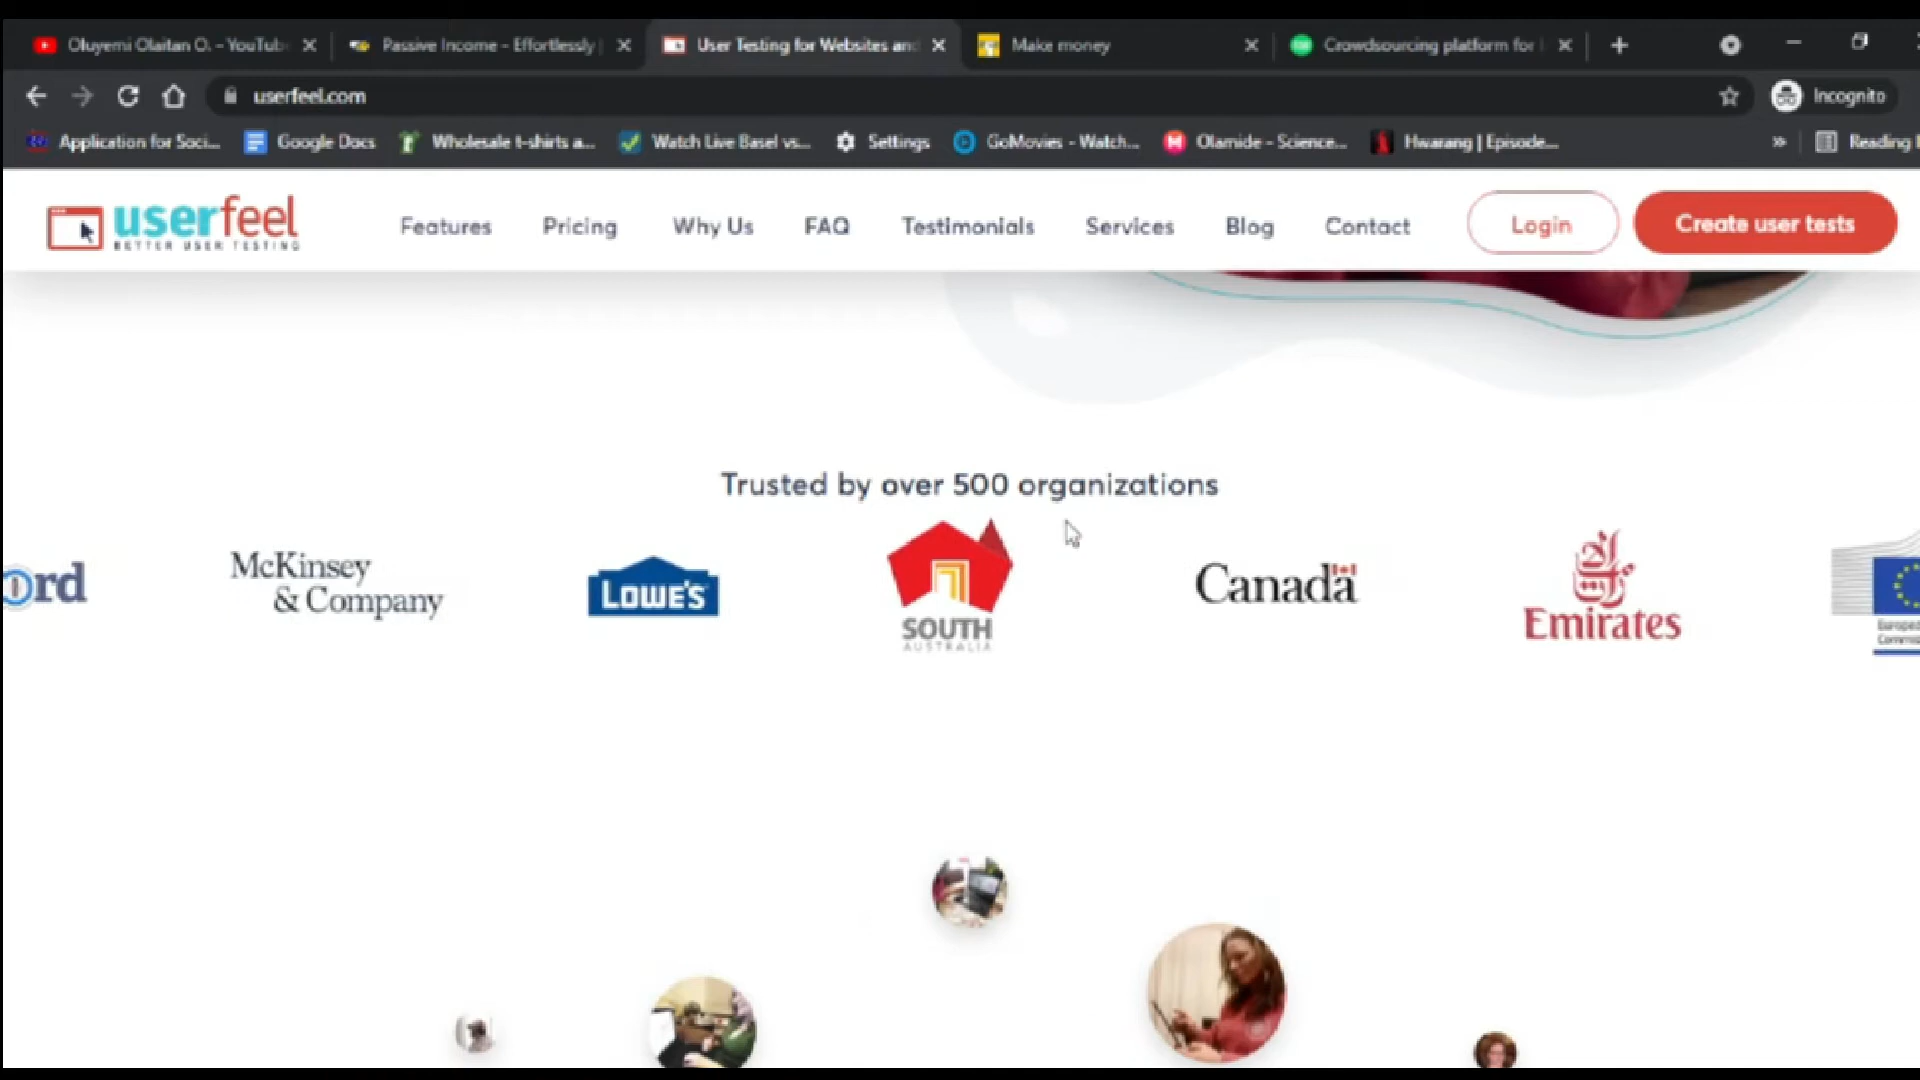 Oluyemi Olaitan O. - YouTub
Passive Income - Effortlessly
User Testing for Websites and
Make money
Crowdsourcing platform for
userfeel.com
Incognito
Application for Soci...
Google Docs
Wholesale t-shirts a...
Watch Live Basel vs...
Settings
GoMovies - Watch...
Olamide - Science...
Hwarang | Episode...
»
Reading
userfeel
BETTER USER TESTING
Features
Pricing
Why Us
FAQ
Testimonials
Services
Blog
Contact
Login
Create user tests
Trusted by over 500 organizations
ord
McKinsey
& Company
LOWE'S
SOUTH
AUSTRALIA
Canada
Emirates
European